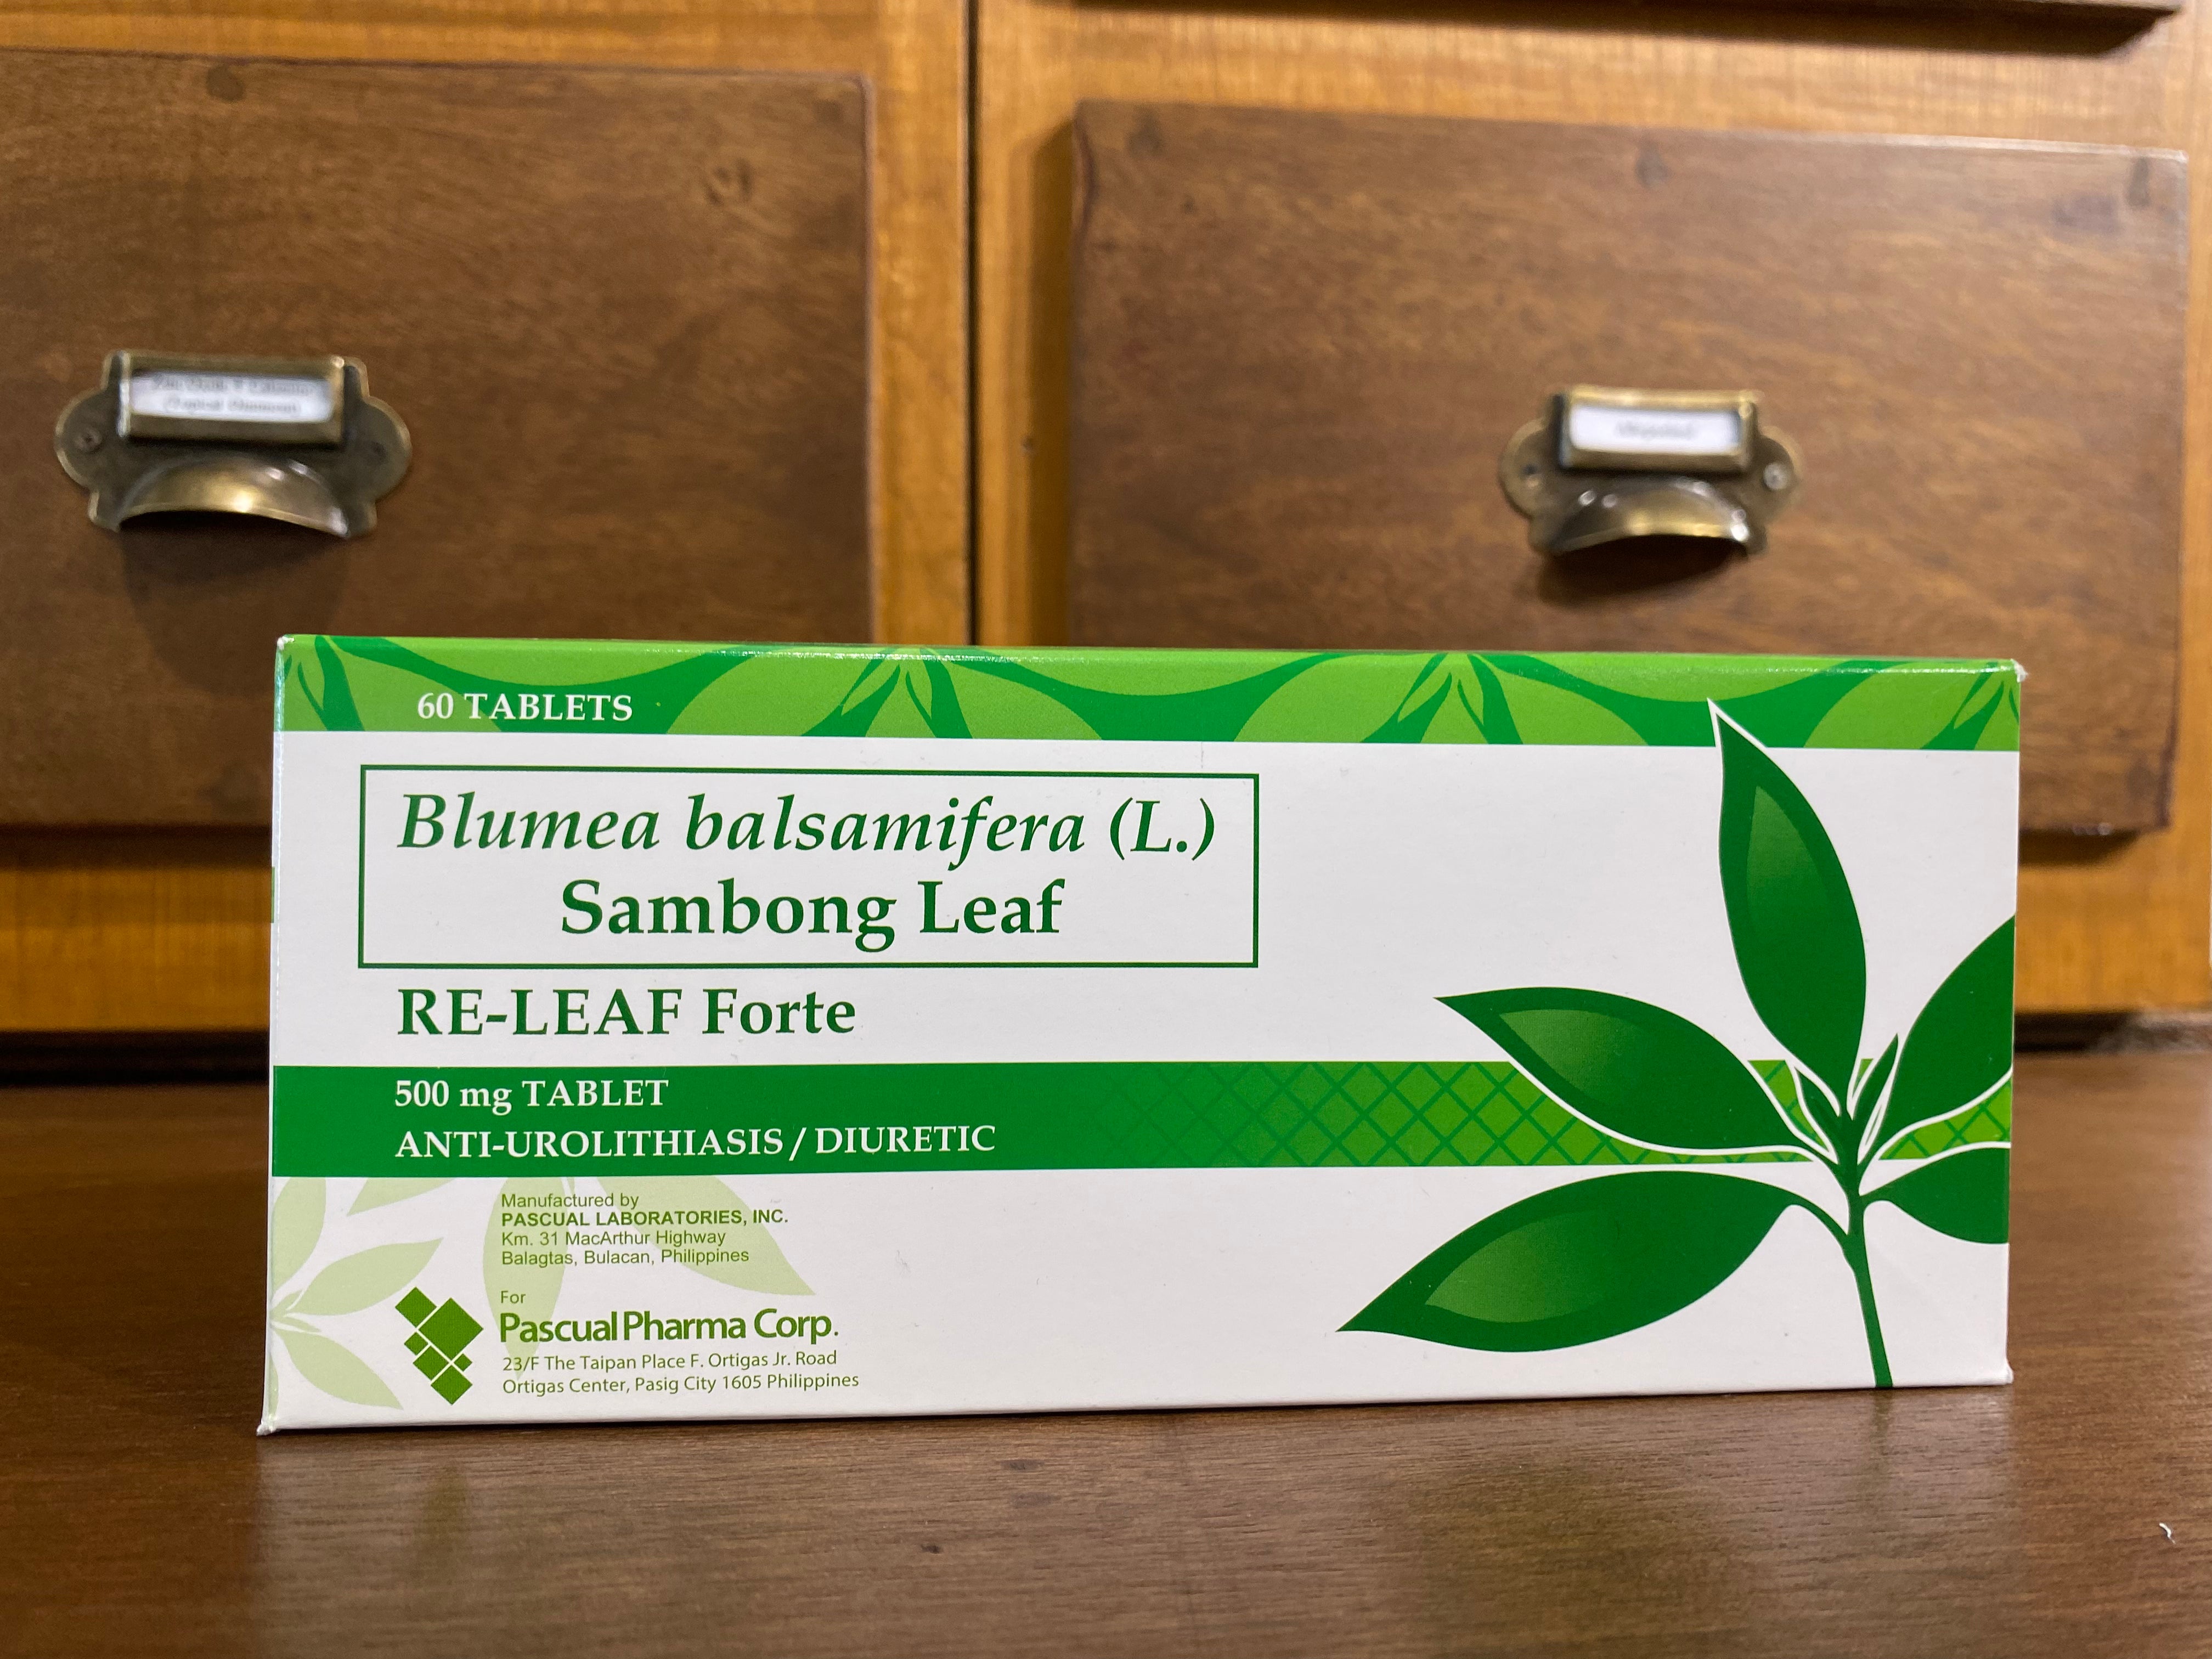 60 TABLETS
Blumea balsamifera (L.)
Sambong Leaf
RE-LEAF Forte
500 mg TABLET
ANTI-UROLITHIASIS / DIURETIC
Manufactured by
PASCUAL LABORATORIES, INC.
Km. 31 MacArthur Highway
Balagtas, Bulacan, Philippines
For
Pascual Pharma Corp.
23/F The Taipan Place F. Ortigas Jr. Road
Ortigas Center, Pasig City 1605 Philippines